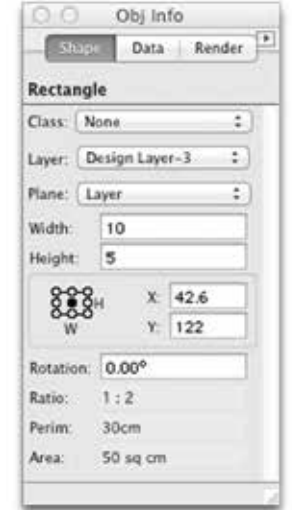 Obj Info
Shape Data Render
Rectangle
Class: None
Layer: Design Layer-3
Plane: Layer
Width: 10
Height: 5
H X: 42.6
W Y: 122
Rotation: 0.00°
Ratio: 1 : 2
Perim: 30cm
Area: 50 sq cm